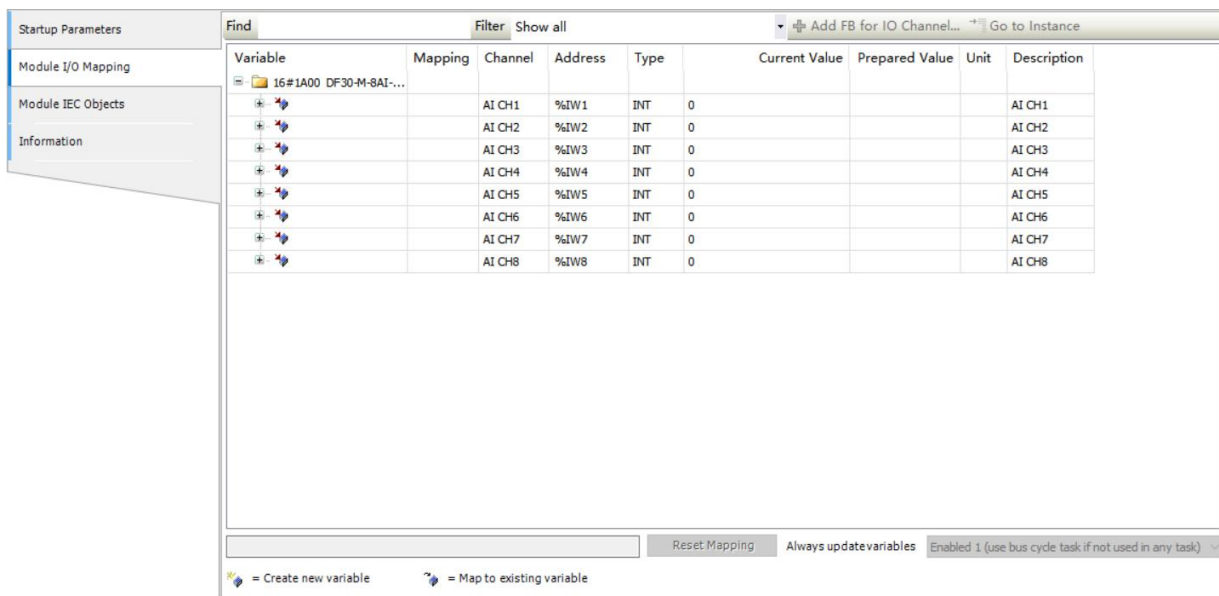 Startup Parameters
Module I/O Mapping
Module IEC Objects
Information
Find Filter Show all Add FB for IO Channel... Go to Instance
Variable Mapping Channel Address Type Current Value Prepared Value Unit Description
16#1A00 DF30-M-8AI-...
AI CH1 %IW1 INT 0 AI CH1
AI CH2 %IW2 INT 0 AI CH2
AI CH3 %IW3 INT 0 AI CH3
AI CH4 %IW4 INT 0 AI CH4
AI CH5 %IW5 INT 0 AI CH5
AI CH6 %IW6 INT 0 AI CH6
AI CH7 %IW7 INT 0 AI CH7
AI CH8 %IW8 INT 0 AI CH8
Reset Mapping Always update variables Enabled 1 (use bus cycle task if not used in any task)
= Create new variable = Map to existing variable